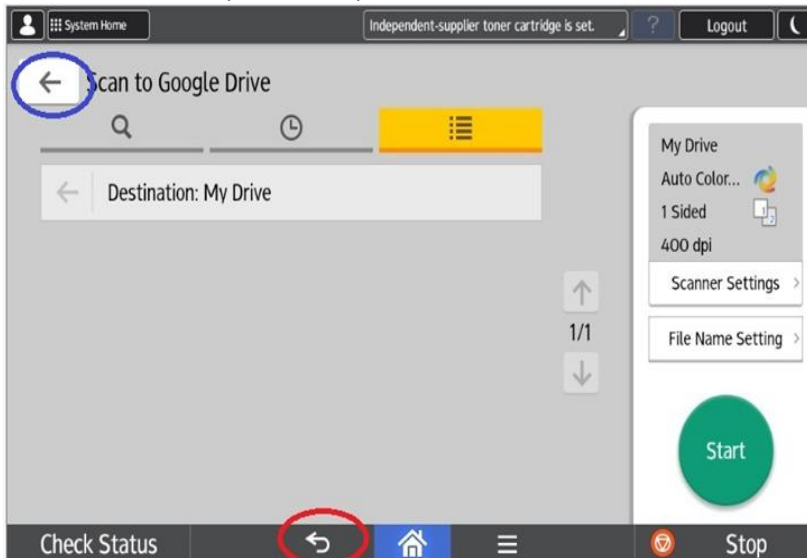 System Home
Independent-supplier toner cartridge is set.
?
Logout
Scan to Google Drive
Destination: My Drive
1/1
My Drive
Auto Color...
1 Sided
400 dpi
Scanner Settings
File Name Setting
Start
Check Status
Stop